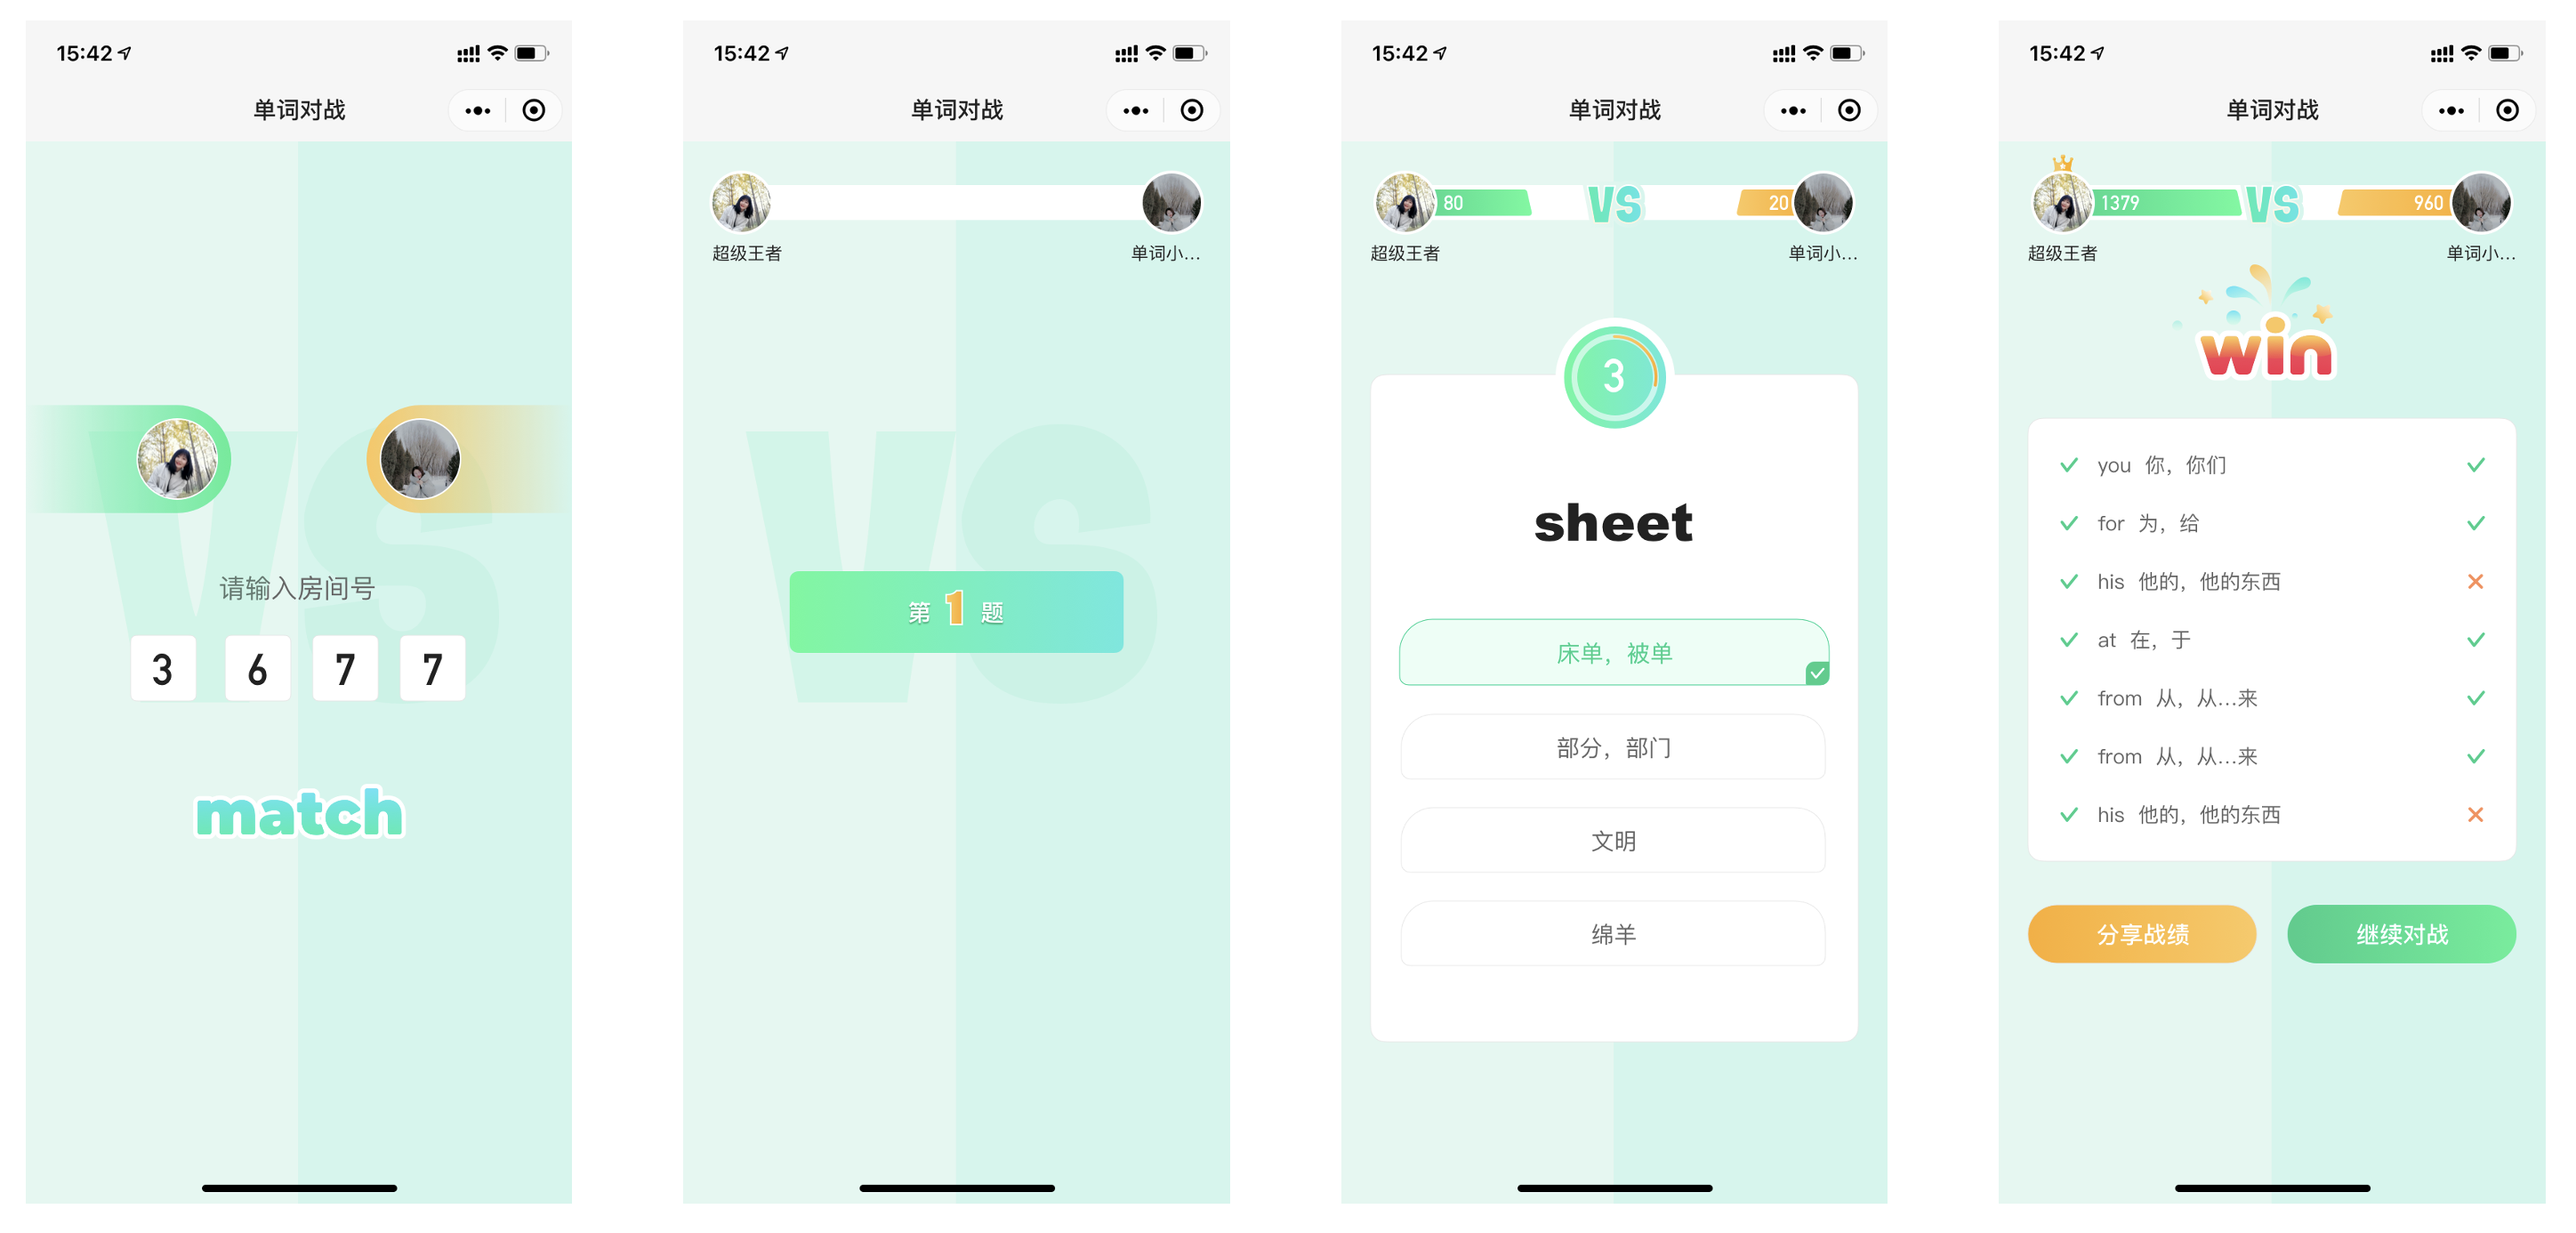 15:42
单词对战
VS
请输入房间号
3 6 7 7
match
15:42
单词对战
超级王者 单词小...
VS
第 1 题
15:42
单词对战
80 VS 20
超级王者 单词小...
3
sheet
床单，被单
部分，部门
文明
绵羊
15:42
单词对战
1379 VS 960
超级王者 单词小...
win
you 你，你们
for 为，给
his 他的，他的东西
at 在，于
from 从，从...来
from 从，从...来
his 他的，他的东西
分享战绩 继续对战